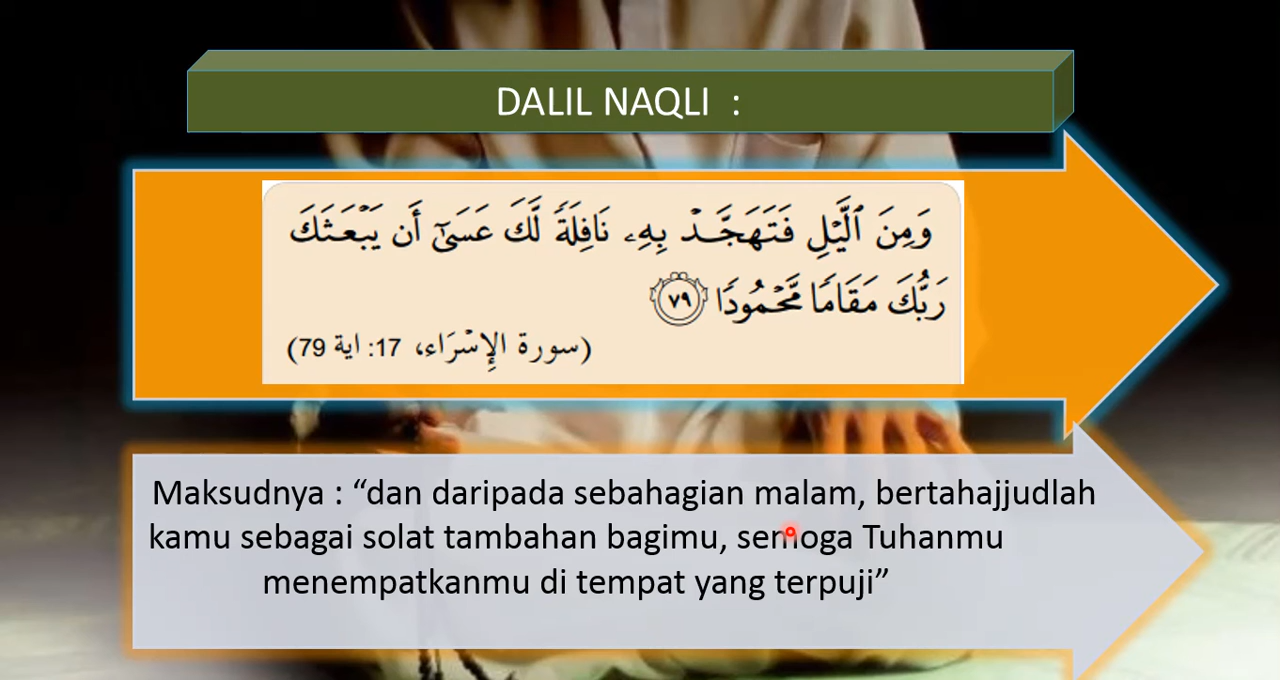 DALIL NAQLI :
وَمِنَ ٱلَّيْلِ فَتَهَجَّدْ بِهِۦ نَافِلَةً لَّكَ عَسَىٰٓ أَن يَبْعَثَكَ
رَبُّكَ مَقَامًا مَّحْمُودًا ٧٩
(سورة الإِسْرَاء، 17: اية 79)
Maksudnya : “dan daripada sebahagian malam, bertahajjudlah
kamu sebagai solat tambahan bagimu, semoga Tuhanmu
menempatkanmu di tempat yang terpuji”